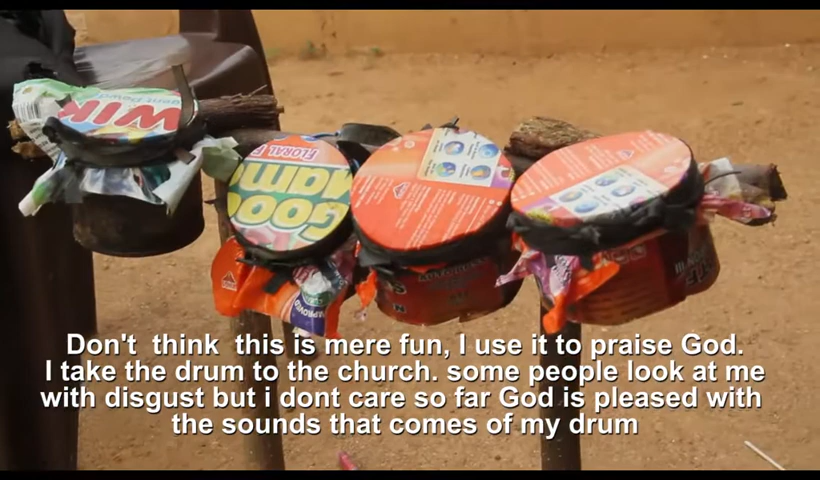 WIK
FLORAL F
Good
Mam
Don't think this is mere fun, I use it to praise God.
I take the drum to the church. some people look at me
with disgust but i dont care so far God is pleased with
the sounds that comes of my drum